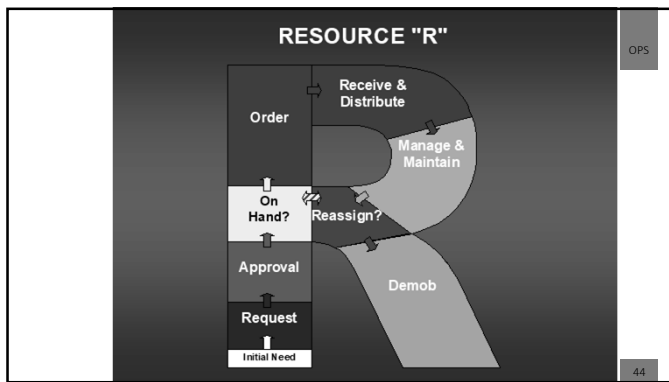 RESOURCE "R"
OPS
Receive &
Distribute
Order
Manage &
Maintain
On
Hand?
Reassign?
Approval
Demob
Request
Initial Need
44